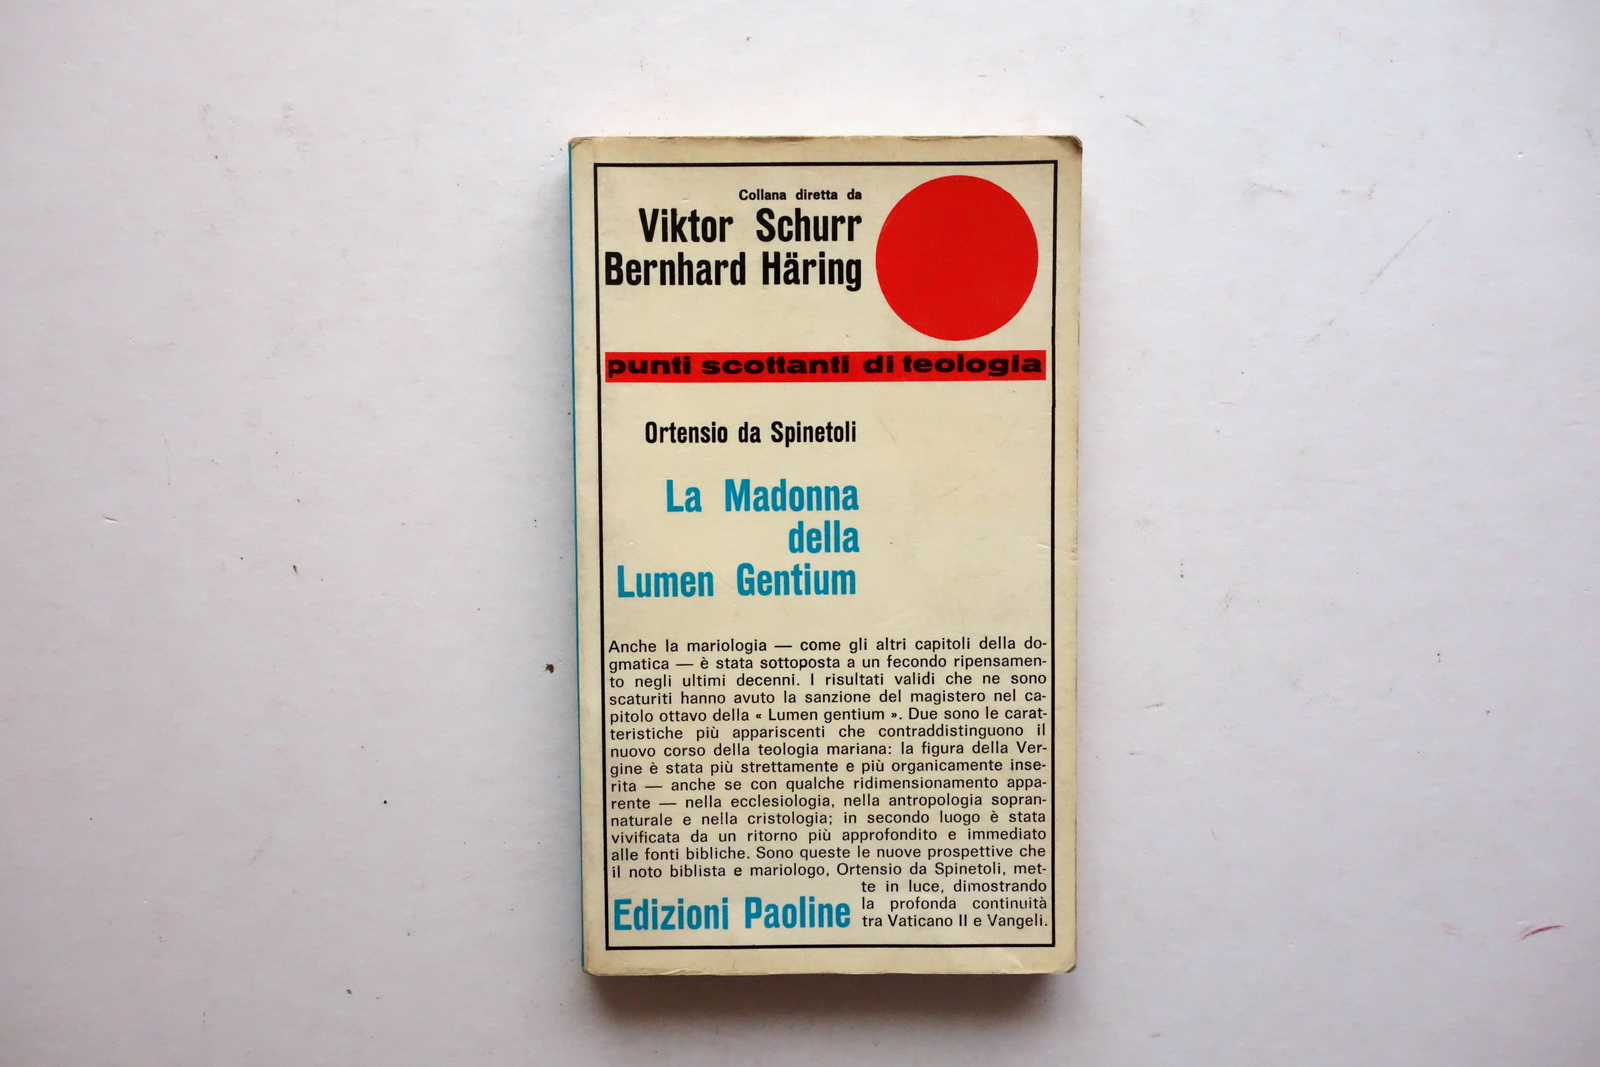 Collana diretta da
Viktor Schurr
Bernhard Häring
punti scottanti di teologia
Ortensio da Spinetoli
La Madonna
della
Lumen Gentium
Anche la mariologia — come gli altri capitoli della do-
gmatica — è stata sottoposta a un fecondo ripensamen-
to negli ultimi decenni. I risultati validi che ne sono
scaturiti hanno avuto la sanzione del magistero nel ca-
pitolo ottavo della « Lumen gentium ». Due sono le carat-
teristiche più appariscenti che contraddistinguono il
nuovo corso della teologia mariana: la figura della Ver-
gine è stata più strettamente e più organicamente inse-
rita — anche se con qualche ridimensionamento appa-
rente — nella ecclesiologia, nella antropologia sopran-
naturale e nella cristologia; in secondo luogo è stata
vivificata da un ritorno più approfondito e immediato
alle fonti bibliche. Sono queste le nuove prospettive che
il noto biblista e mariologo, Ortensio da Spinetoli, met-
te in luce, dimostrando
la profonda continuità
tra Vaticano II e Vangeli.
Edizioni Paoline